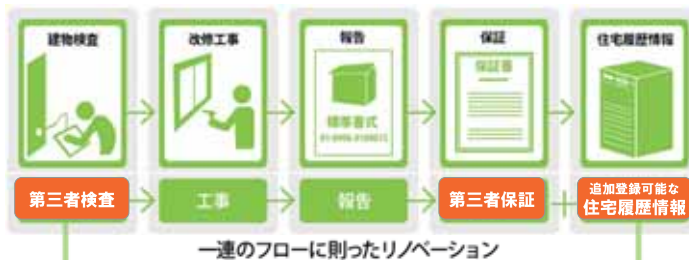 建物検査
改修工事
報告
保証
住宅履歴情報
標準書式
保証書
第三者検査
工事
報告
第三者保証
追加登録可能な
住宅履歴情報
一連のフローに則ったリノベーション